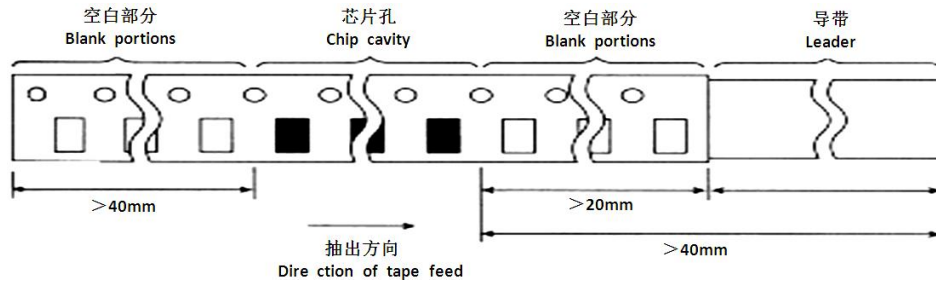 空白部分
Blank portions
芯片孔
Chip cavity
空白部分
Blank portions
导带
Leader
＞40mm
＞20mm
＞40mm
抽出方向
Dire ction of tape feed